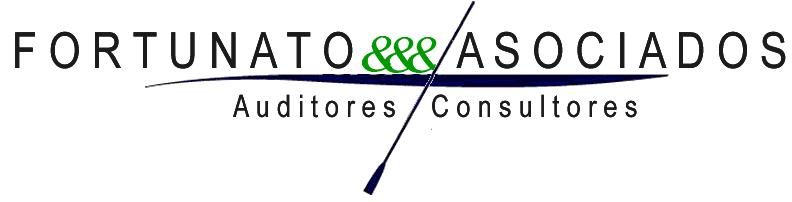 FORTUNATO &&& ASOCIADOS
Auditores Consultores